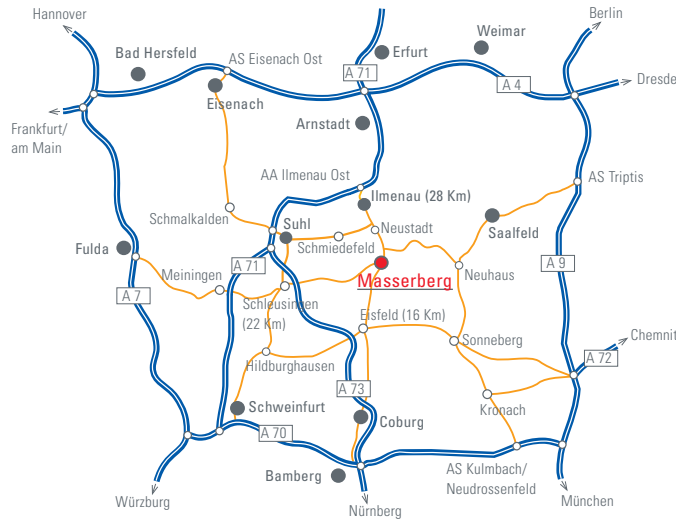 Hannover
Berlin
Weimar
Bad Hersfeld
AS Eisenach Ost
Erfurt
A 71
A 4
Dresde
Eisenach
Frankfurt/
am Main
Arnstadt
AA Ilmenau Ost
AS Triptis
Ilmenau (28 Km)
Schmalkalden
Suhl
Neustadt
Schmiedefeld
Saalfeld
Fulda
A 71
A 9
Meiningen
Masserberg
Neuhaus
A 7
Schleusingen
(22 Km)
Eisfeld (16 Km)
Sonneberg
Chemnit
A 72
Hildburghausen
A 73
Kronach
Schweinfurt
Coburg
A 70
Bamberg
AS Kulmbach/
Neudrossenfeld
Würzburg
Nürnberg
München